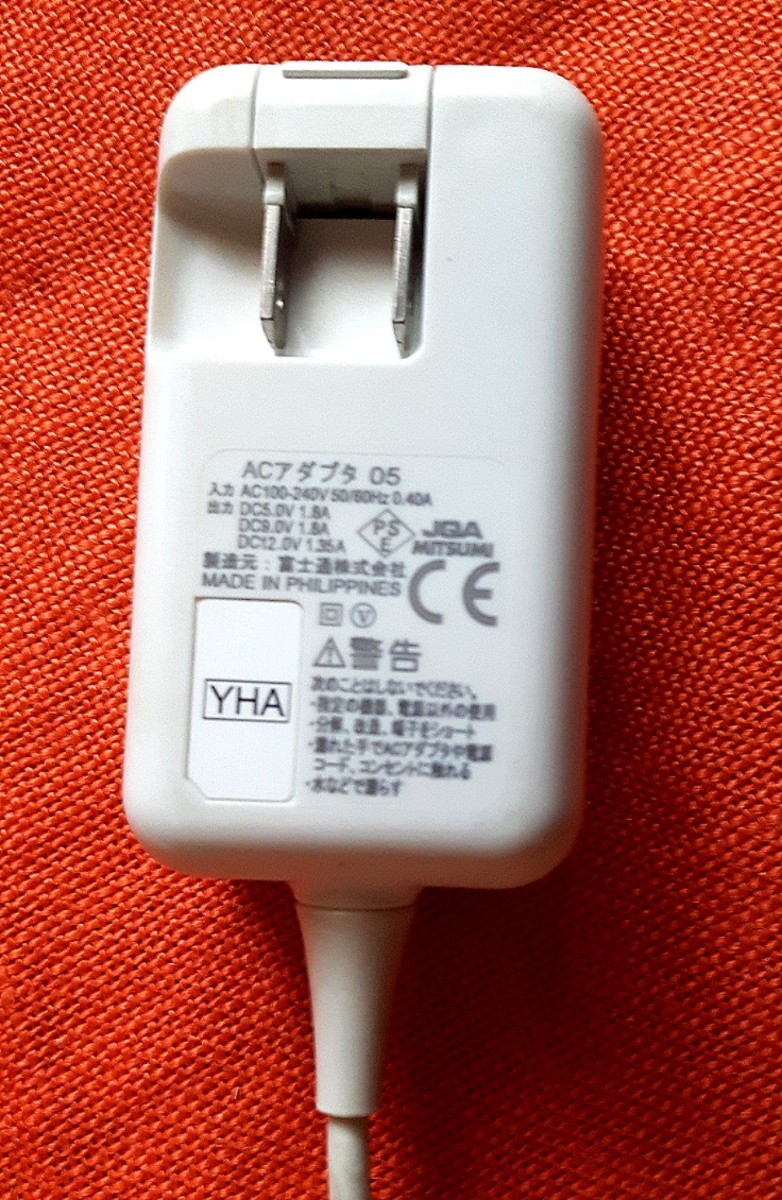 ACアダプタ 05
入力 AC100-240V 50/60Hz 0.40A
出力 DC5.0V 1.8A
DC9.0V 1.8A
DC12.0V 1.35A
PS
E
JQA
MITSUMI
製造元：富士通株式会社
MADE IN PHILIPPINES
CE
V
YHA
⚠警告
次のことはしないでください。
・指定の機器、電源以外の使用
・分解、改造、端子をショート
・濡れた手でACアダプタや電源
コード、コンセントに触れる
・水などで濡らす